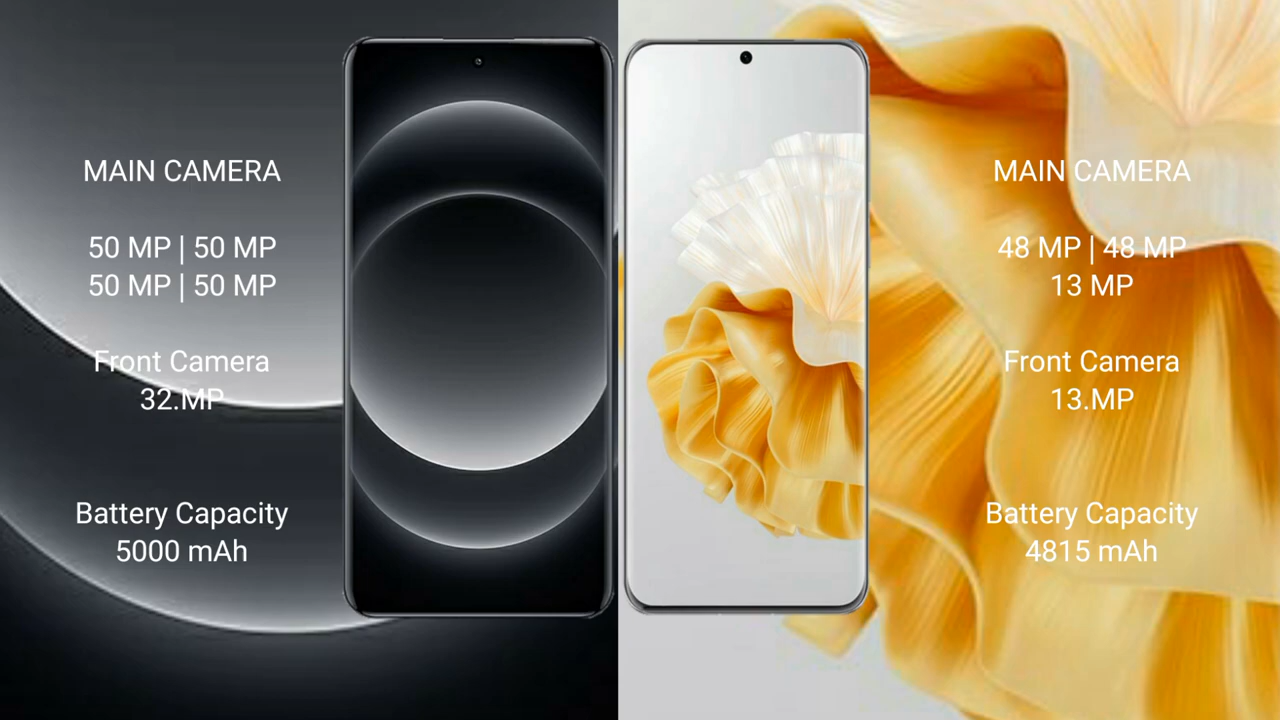 MAIN CAMERA
50 MP | 50 MP
50 MP | 50 MP
Front Camera
32.MP
Battery Capacity
5000 mAh
MAIN CAMERA
48 MP | 48 MP
13 MP
Front Camera
13.MP
Battery Capacity
4815 mAh